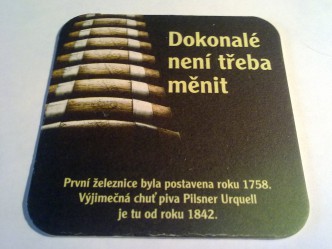 Dokonalé
není třeba
měnit
První železnice byla postavena roku 1758.
Výjimečná chuť piva Pilsner Urquell
je tu od roku 1842.